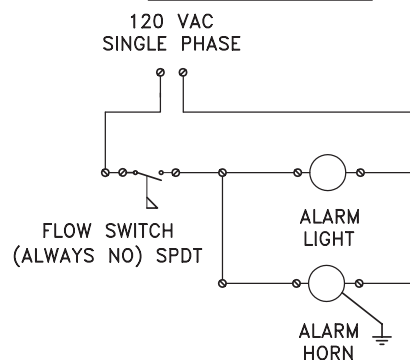 120 VAC
SINGLE PHASE
FLOW SWITCH
(ALWAYS NO) SPDT
ALARM
LIGHT
ALARM
HORN